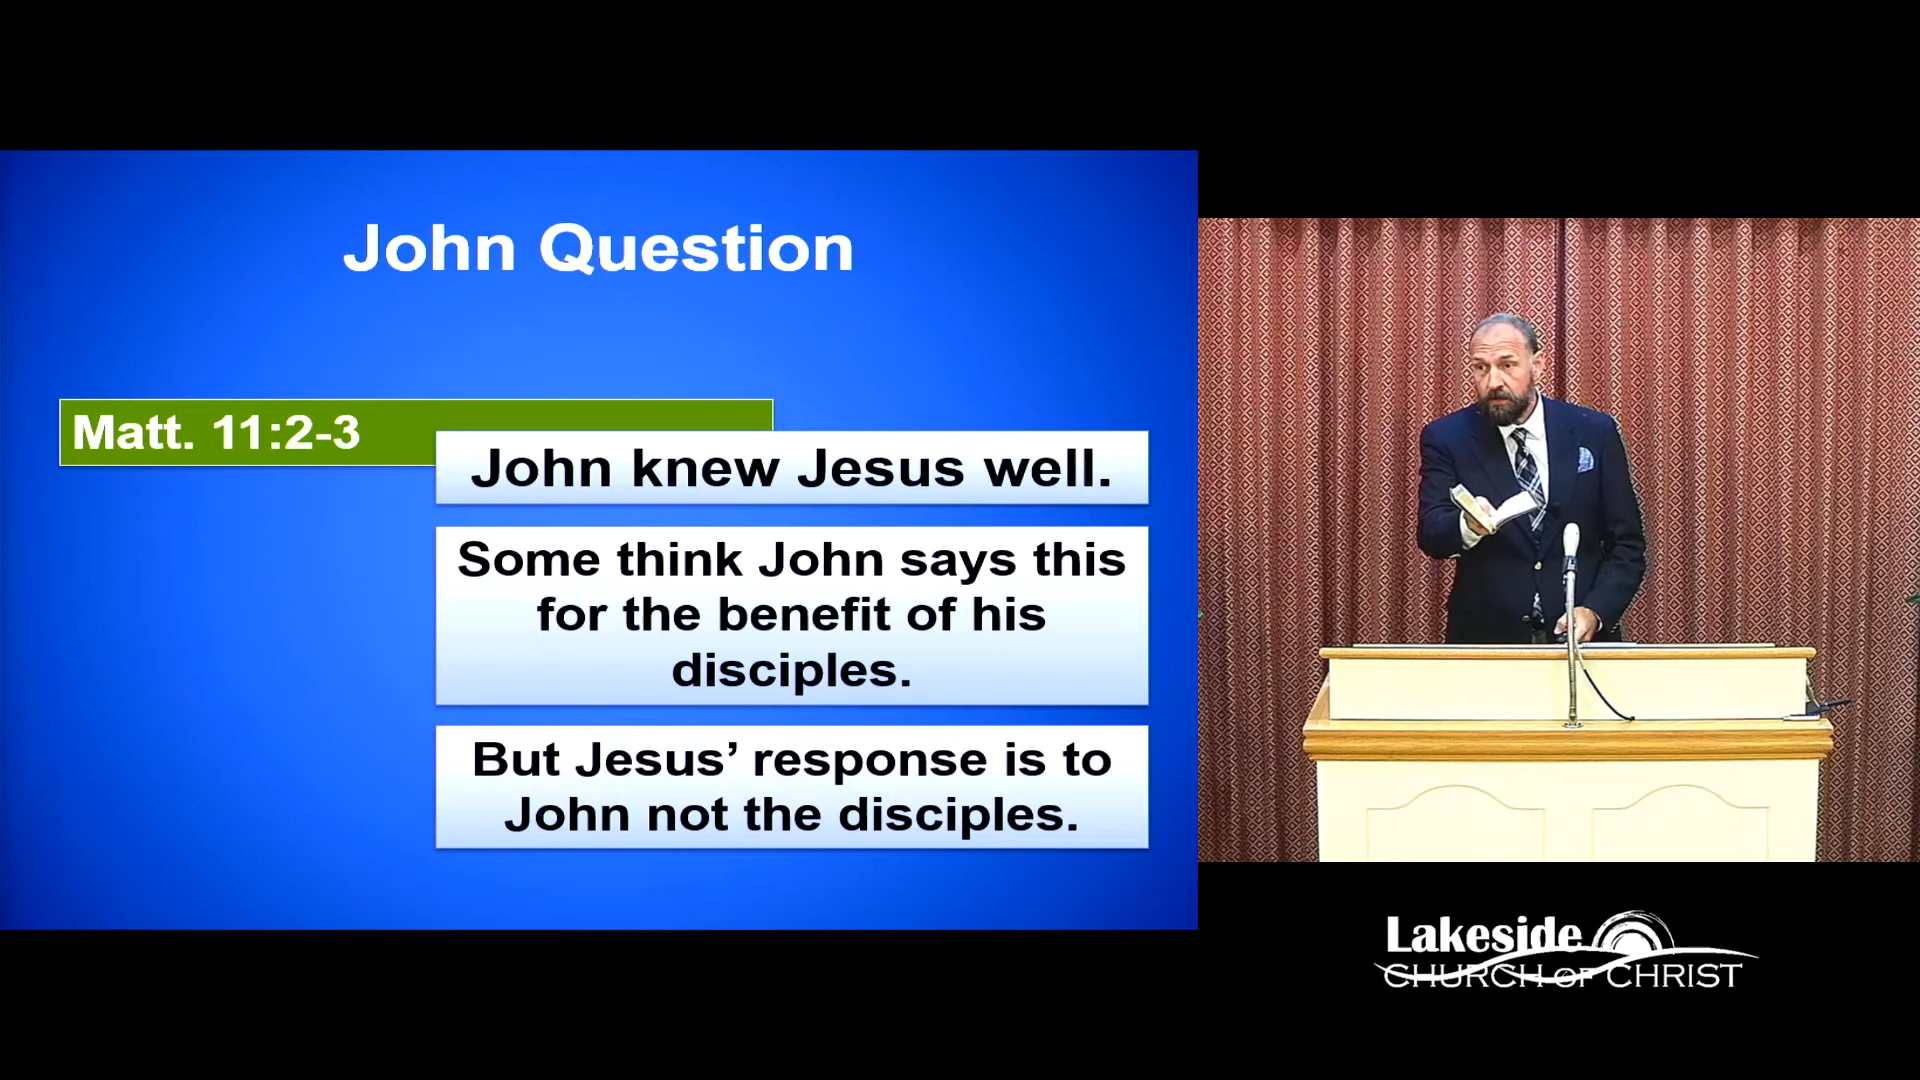 John Question
Matt. 11:2-3
John knew Jesus well.
Some think John says this
for the benefit of his
disciples.
But Jesus’ response is to
John not the disciples.
Lakeside
CHURCH OF CHRIST